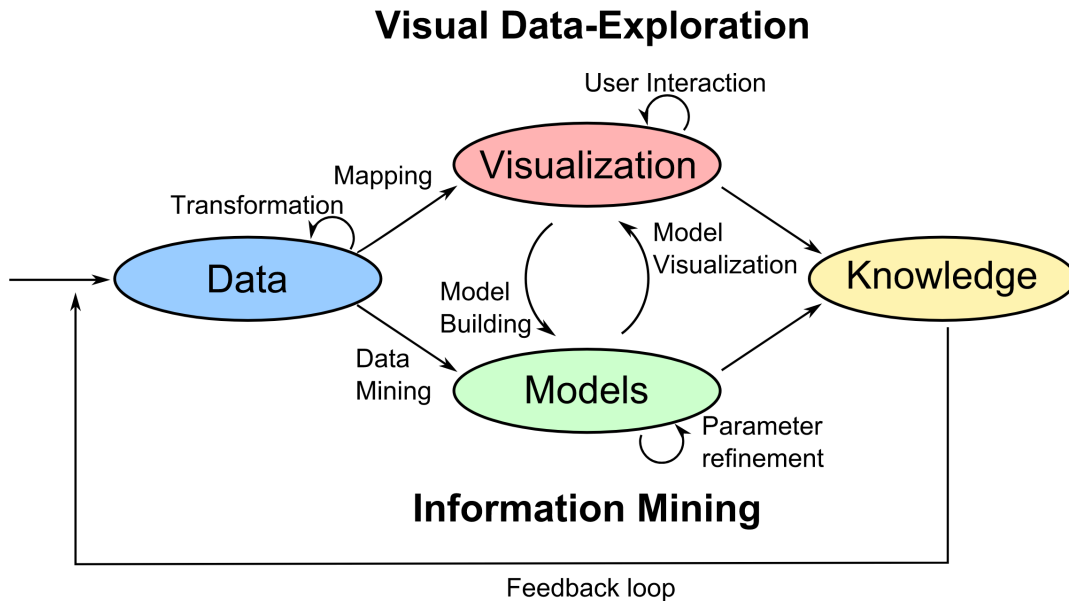 Visual Data-Exploration
User Interaction
Visualization
Mapping
Transformation
Model
Visualization
Data
Knowledge
Model
Building
Data
Mining
Models
Parameter
refinement
Information Mining
Feedback loop